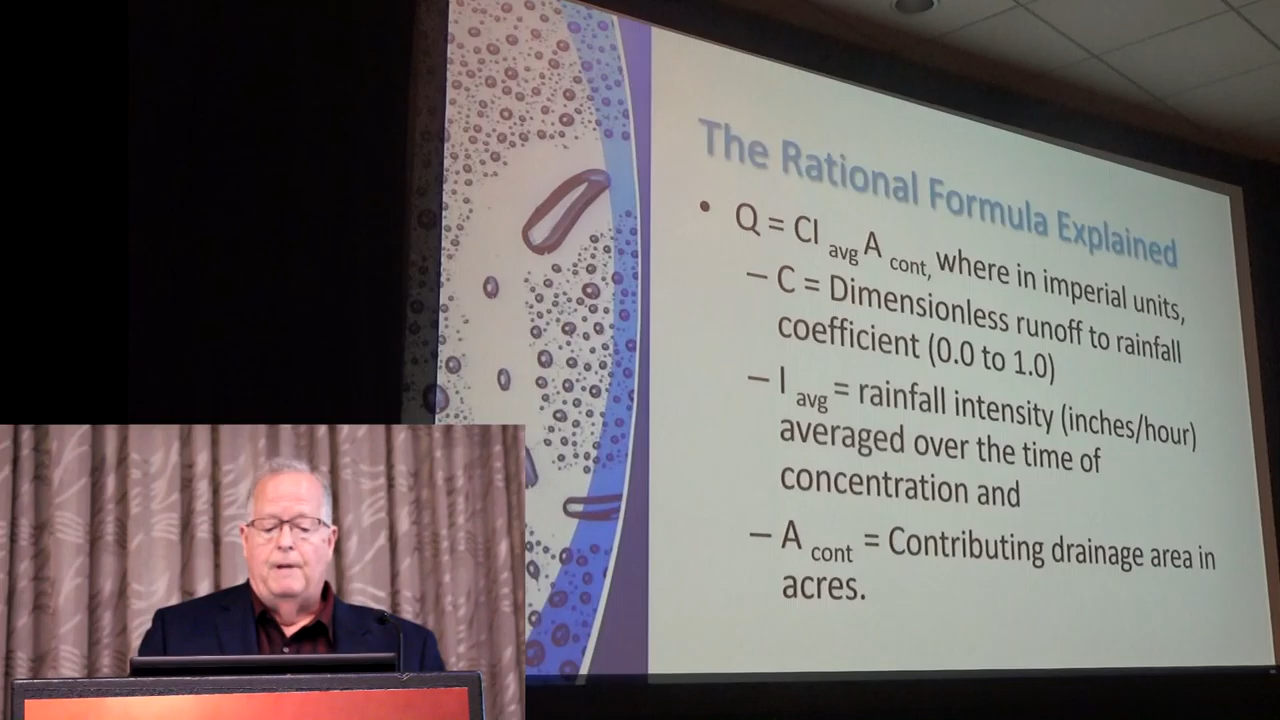 The Rational Formula Explained
• Q = CI avg A cont, where in imperial units,
– C = Dimensionless runoff to rainfall
coefficient (0.0 to 1.0)
– I avg = rainfall intensity (inches/hour)
averaged over the time of
concentration and
– A cont = Contributing drainage area in
acres.